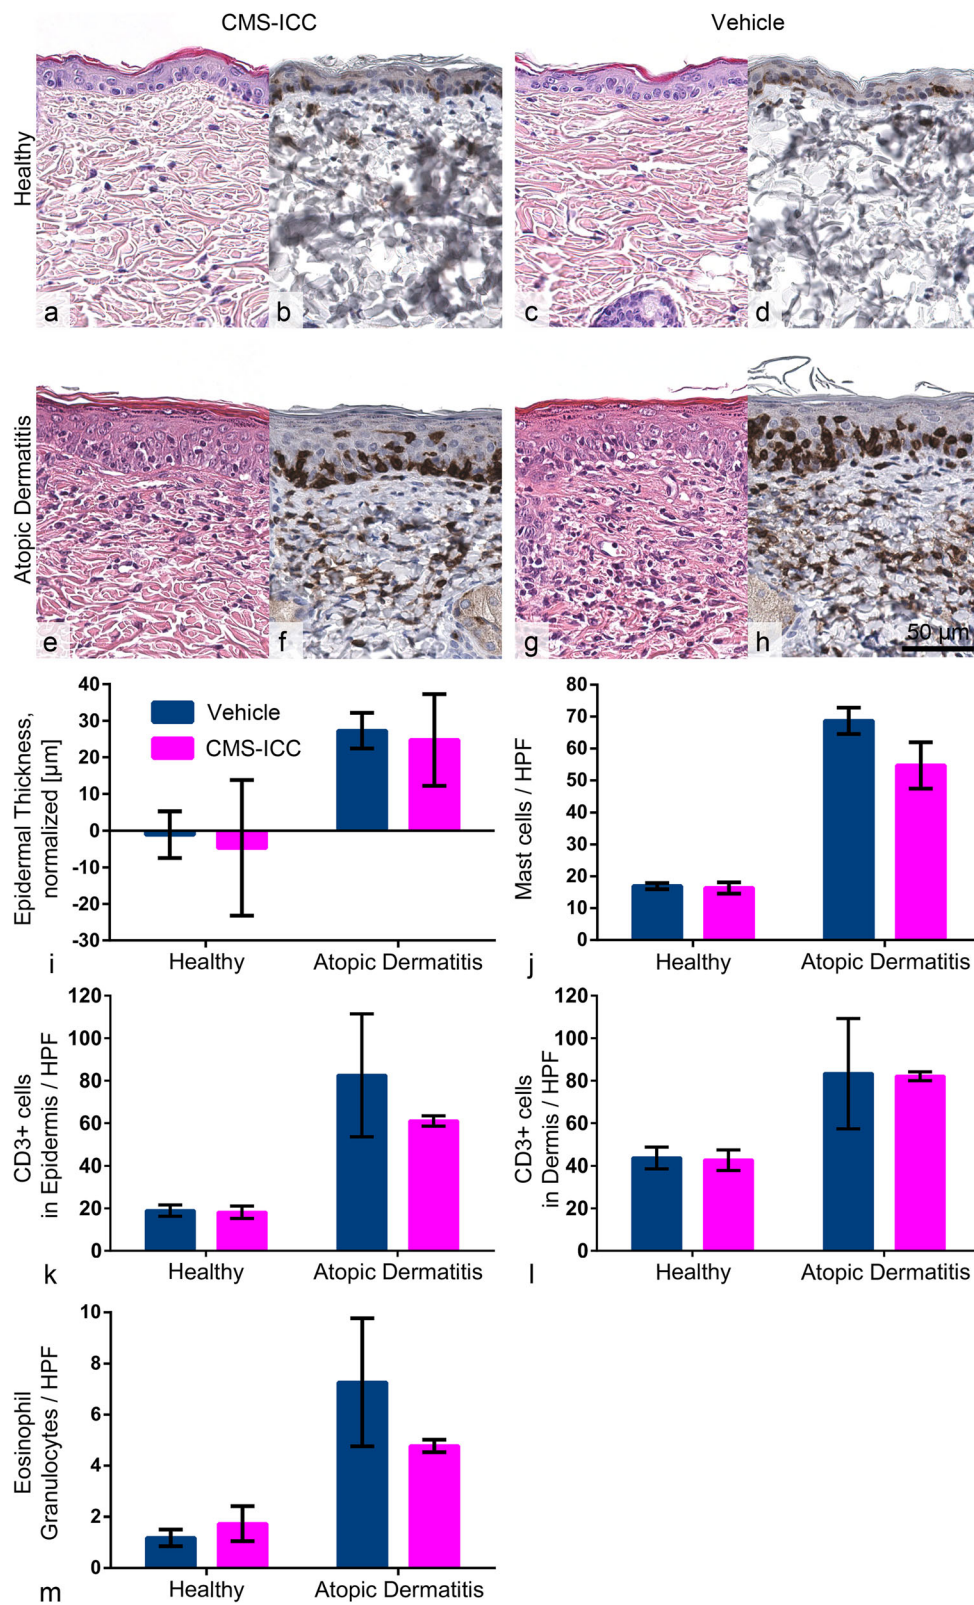 CMS-ICC
Vehicle
Healthy
a
b
c
d
Atopic Dermatitis
e
f
g
h
50 µm
Epidermal Thickness,
normalized [µm]
40
30
20
10
0
-10
-20
-30
Vehicle
CMS-ICC
Healthy
Atopic Dermatitis
i
Mast cells / HPF
80
70
60
50
40
30
20
10
0
Healthy
Atopic Dermatitis
j
CD3+ cells
in Epidermis / HPF
120
100
80
60
40
20
0
Healthy
Atopic Dermatitis
k
CD3+ cells
in Dermis / HPF
120
100
80
60
40
20
0
Healthy
Atopic Dermatitis
l
Eosinophil
Granulocytes / HPF
10
8
6
4
2
0
Healthy
Atopic Dermatitis
m